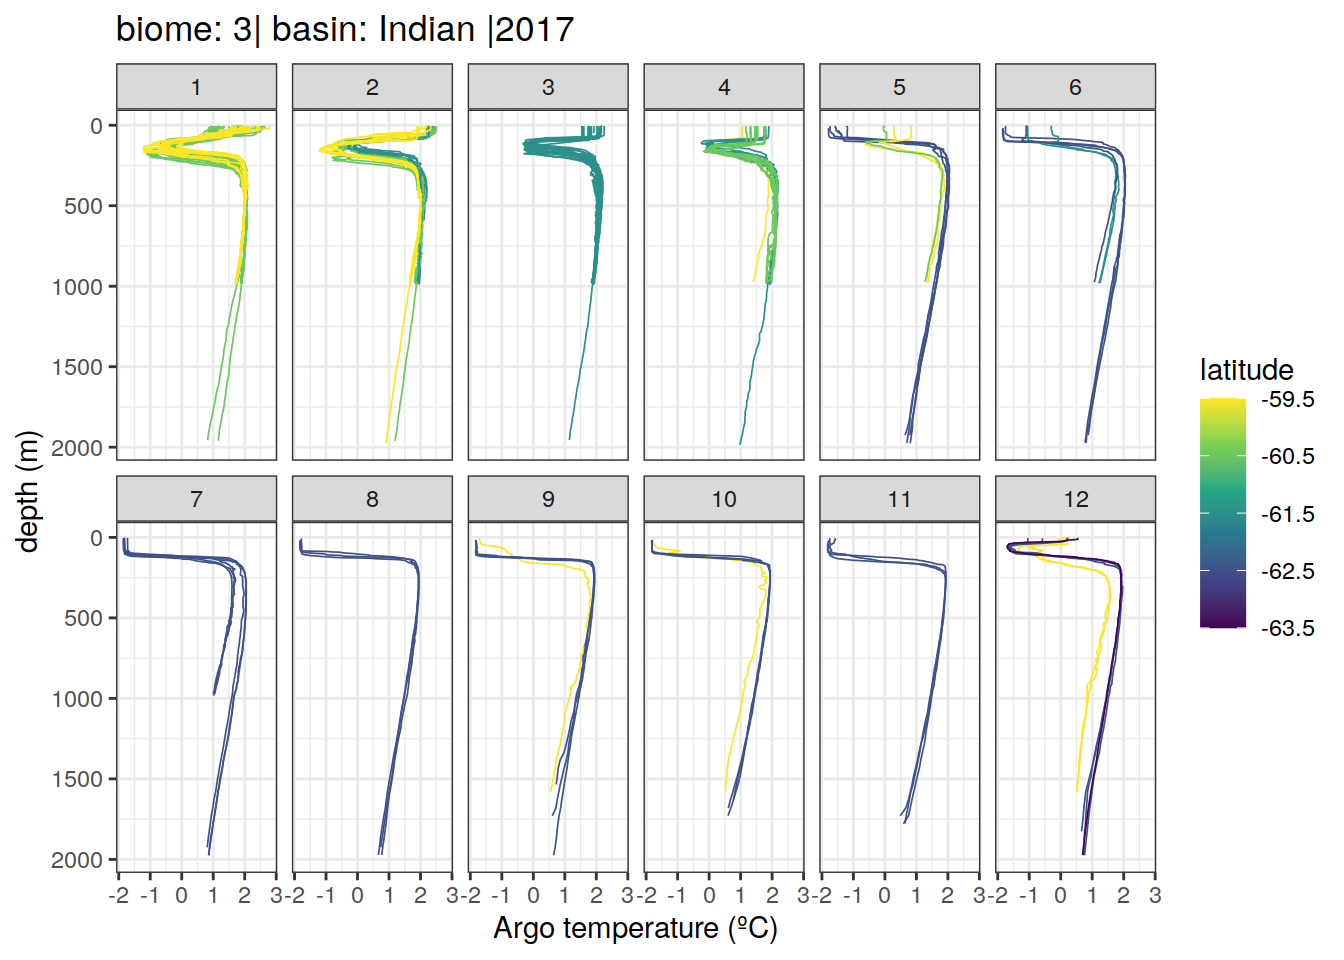 biome: 3| basin: Indian |2017
1 2 3 4 5 6
0
500
1000
1500
2000
7 8 9 10 11 12
0
500
1000
1500
2000
-2 -1 0 1 2 3 -2 -1 0 1 2 3 -2 -1 0 1 2 3 -2 -1 0 1 2 3 -2 -1 0 1 2 3 -2 -1 0 1 2 3
Argo temperature (ºC)
depth (m)
latitude
-59.5
-60.5
-61.5
-62.5
-63.5